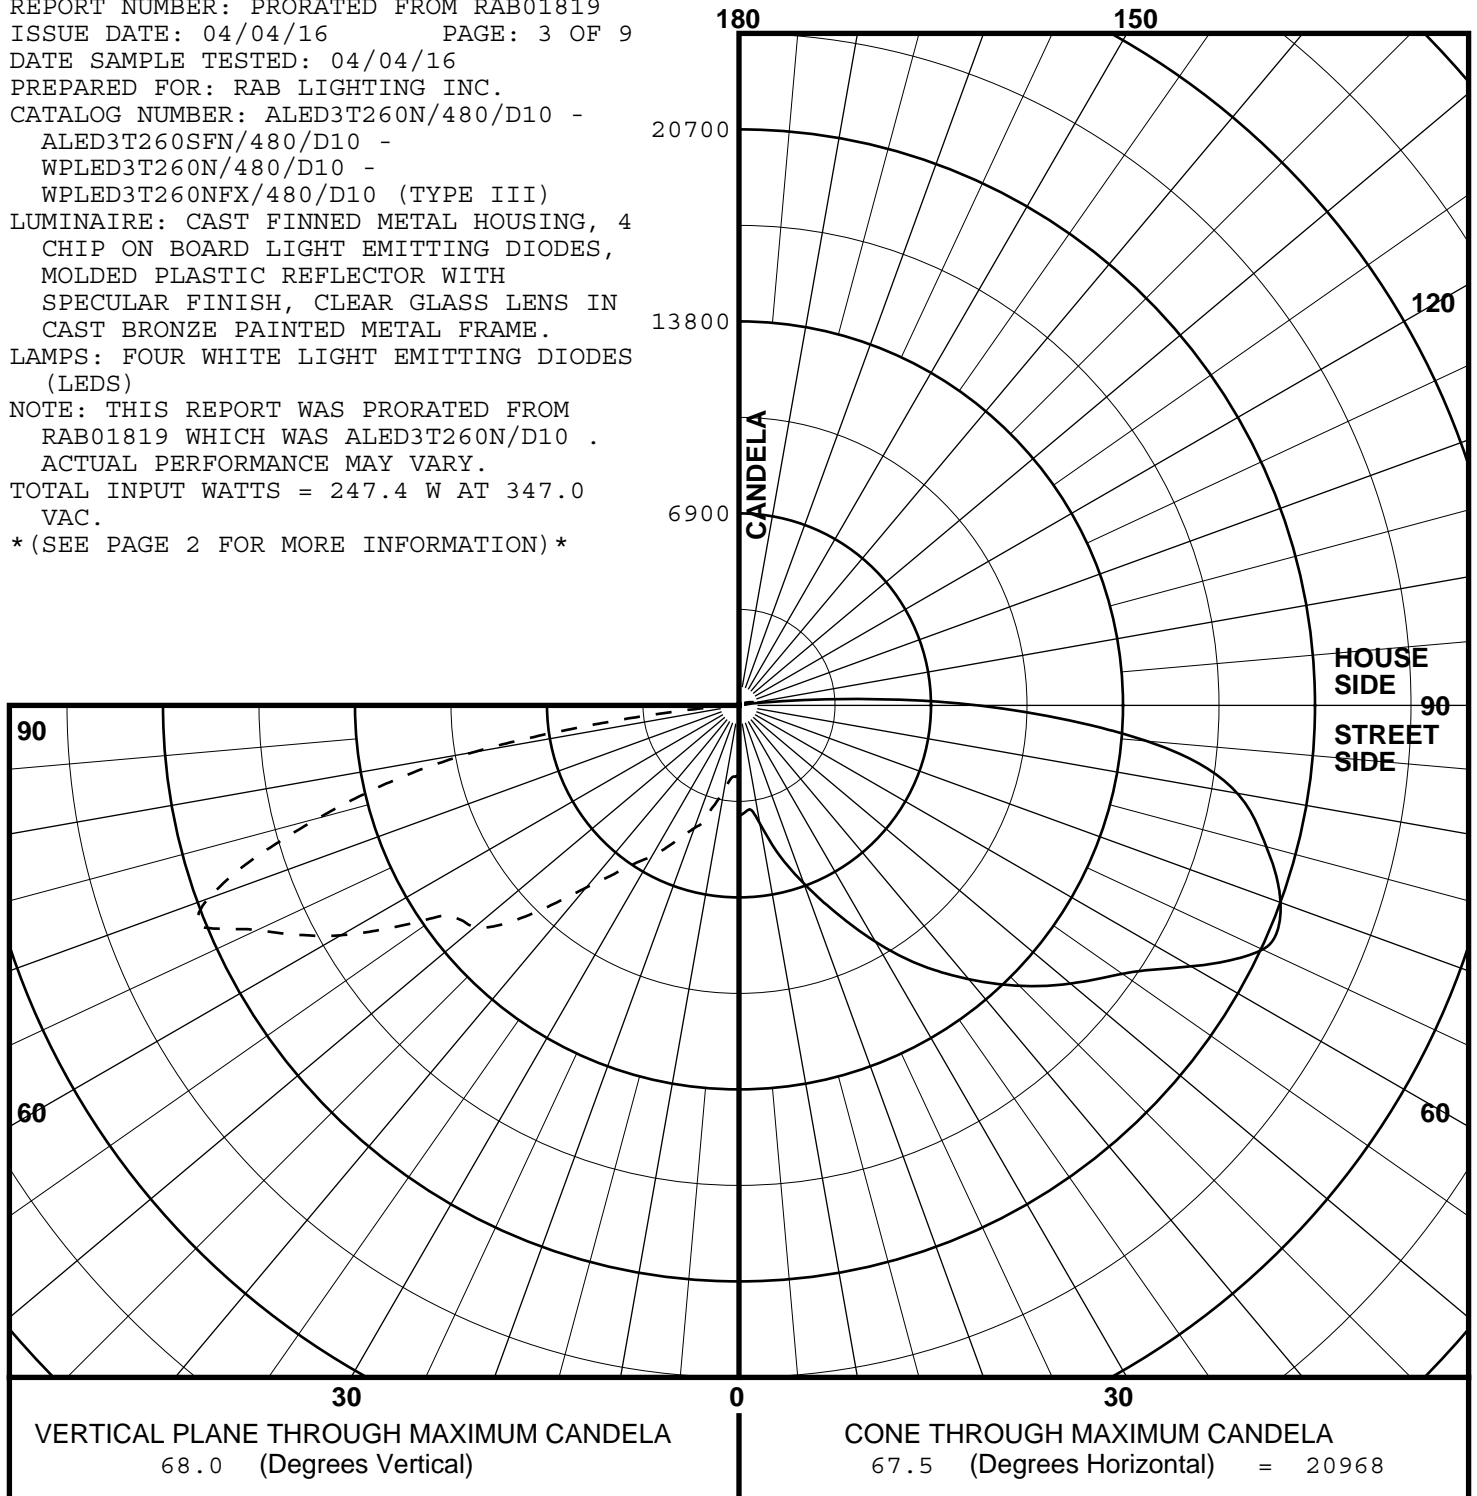 REPORT NUMBER: PRORATED FROM RAB01819
ISSUE DATE: 04/04/16 PAGE: 3 OF 9
DATE SAMPLE TESTED: 04/04/16
PREPARED FOR: RAB LIGHTING INC.
CATALOG NUMBER: ALED3T260N/480/D10 -
ALED3T260SFN/480/D10 -
WPLED3T260N/480/D10 -
WPLED3T260NFX/480/D10 (TYPE III)
LUMINAIRE: CAST FINNED METAL HOUSING, 4
CHIP ON BOARD LIGHT EMITTING DIODES,
MOLDED PLASTIC REFLECTOR WITH
SPECULAR FINISH, CLEAR GLASS LENS IN
CAST BRONZE PAINTED METAL FRAME.
LAMPS: FOUR WHITE LIGHT EMITTING DIODES
(LEDS)
NOTE: THIS REPORT WAS PRORATED FROM
RAB01819 WHICH WAS ALED3T260N/D10 .
ACTUAL PERFORMANCE MAY VARY.
TOTAL INPUT WATTS = 247.4 W AT 347.0
VAC.
*(SEE PAGE 2 FOR MORE INFORMATION)*
180
150
20700
120
13800
CANDELA
6900
HOUSE
SIDE
90
90
STREET
SIDE
60
60
30
0
30
VERTICAL PLANE THROUGH MAXIMUM CANDELA
68.0 (Degrees Vertical)
CONE THROUGH MAXIMUM CANDELA
67.5 (Degrees Horizontal) = 20968